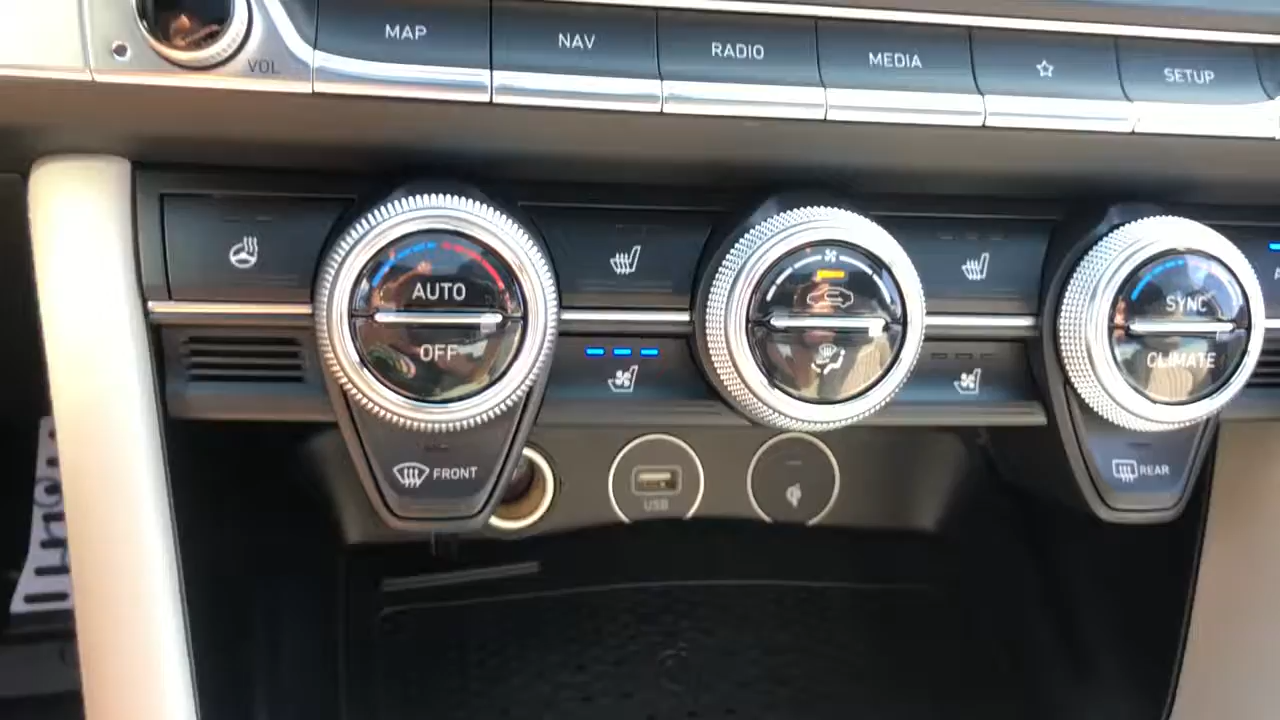 VOL
MAP
NAV
RADIO
MEDIA
SETUP
AUTO
OFF
SYNC
CLIMATE
FRONT
USB
REAR